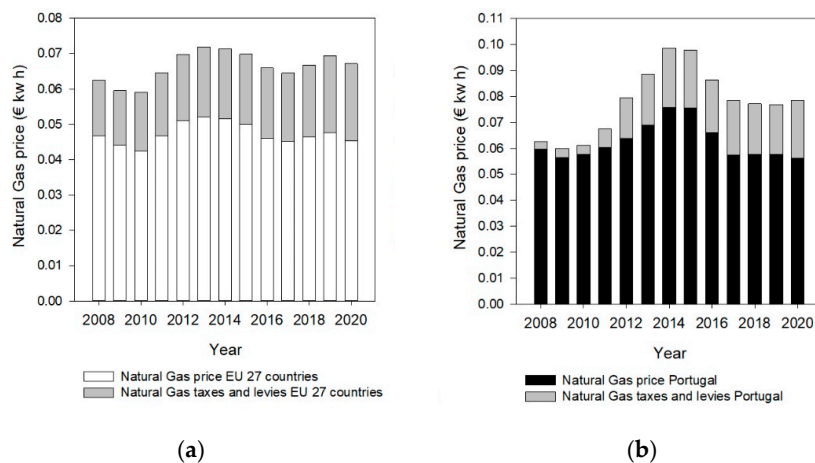 0.08
0.07
0.06
0.05
0.04
0.03
0.02
0.01
0.00
Natural Gas price (€ kw h)
2008 2010 2012 2014 2016 2018 2020
Year
Natural Gas price EU 27 countries
Natural Gas taxes and levies EU 27 countries
(a)
0.11
0.10
0.09
0.08
0.07
0.06
0.05
0.04
0.03
0.02
0.01
0.00
Natural Gas price (€ kw h)
2008 2010 2012 2014 2016 2018 2020
Year
Natural Gas price Portugal
Natural Gas taxes and levies Portugal
(b)